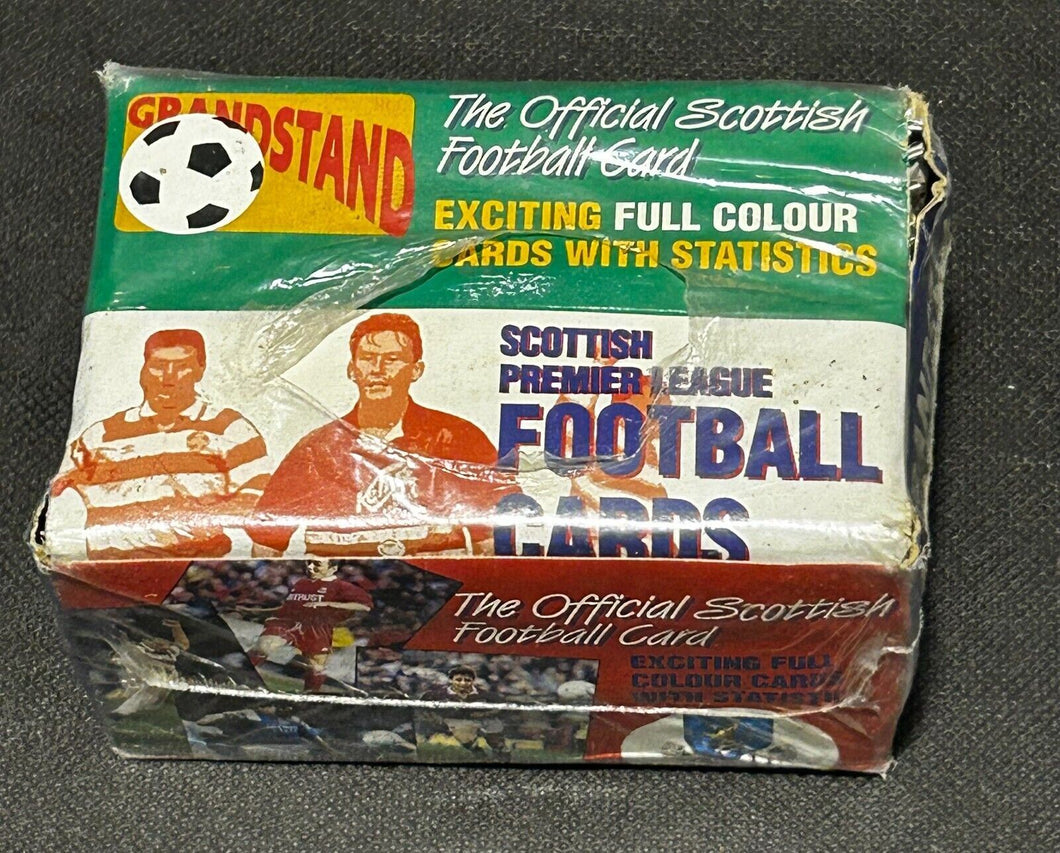 GRANDSTAND
The Official Scottish
Football Card
EXCITING FULL COLOUR
CARDS WITH STATISTICS
SCOTTISH
PREMIER LEAGUE
FOOTBALL
CARDS
TRUST
The Official Scottish
Football Card
EXCITING FULL
COLOUR CARDS
WITH